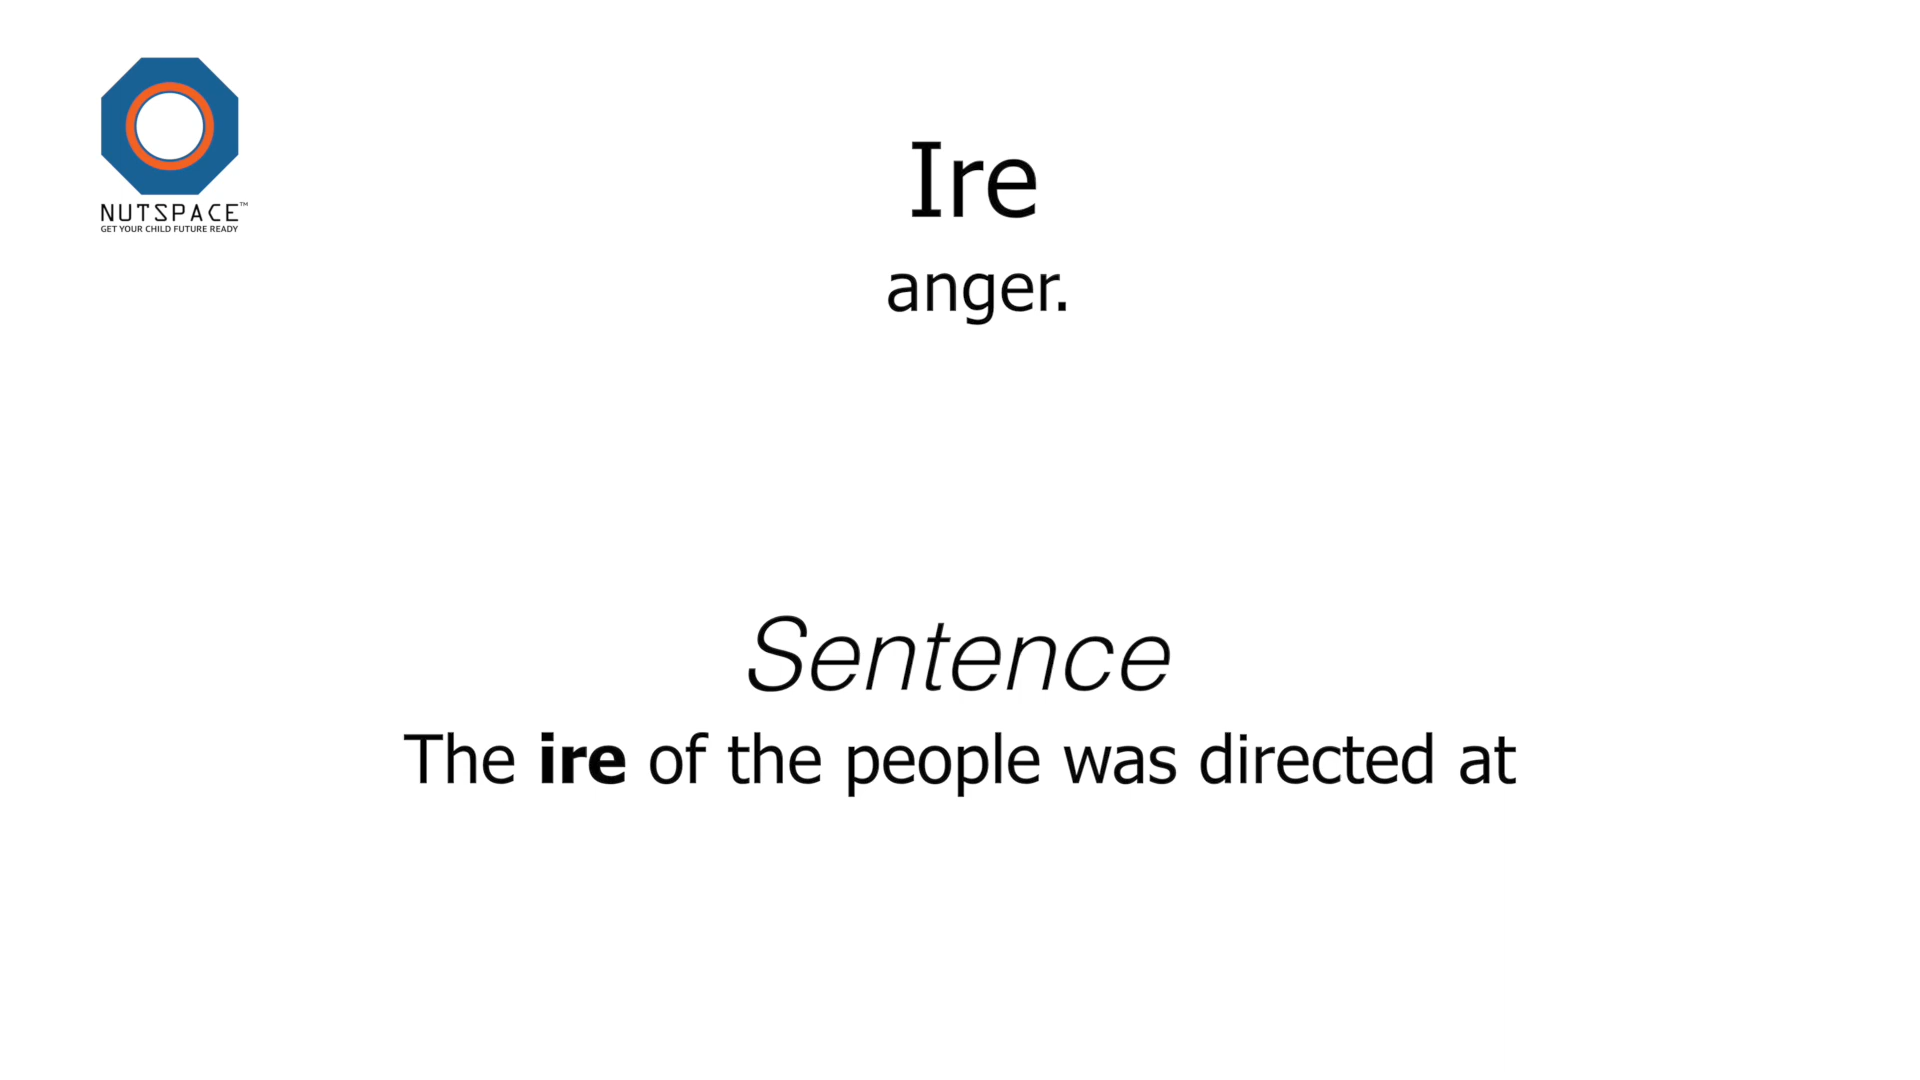 NUTSPACE™
GET YOUR CHILD FUTURE READY
Ire
anger.
Sentence
The ire of the people was directed at